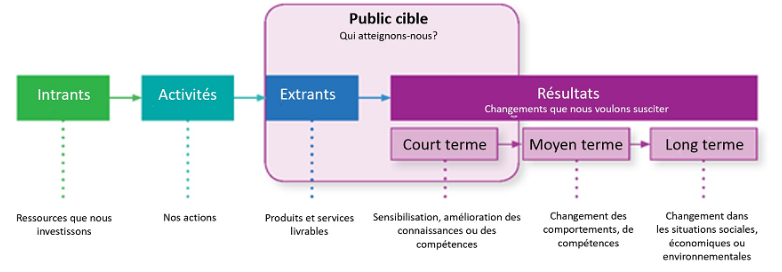 Public cible
Qui atteignons-nous?
Intrants
Activités
Extrants
Résultats
Changements que nous voulons susciter
Court terme
Moyen terme
Long terme
Ressources que nous
investissons
Nos actions
Produits et services
livrables
Sensibilisation, amélioration des
connaissances ou des
compétences
Changement des
comportements, de
compétences
Changement dans
les situations sociales,
économiques ou
environnementales